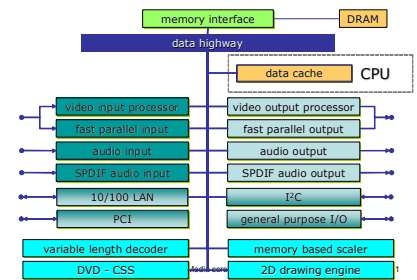 memory interface
DRAM
data highway
data cache
CPU
video input processor
video output processor
fast parallel input
fast parallel output
audio input
audio output
SPDIF audio input
SPDIF audio output
10/100 LAN
I²C
PCI
general purpose I/O
variable length decoder
memory based scaler
DVD - CSS
2D drawing engine
1